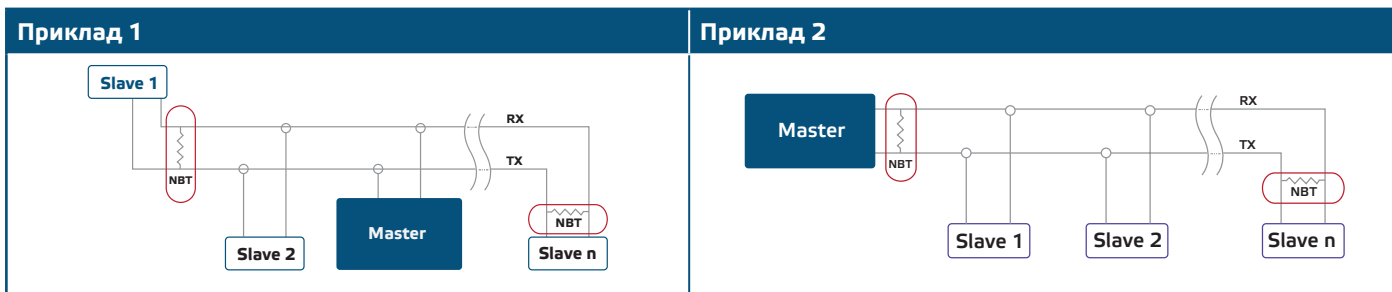 Приклад 1
Slave 1
RX
TX
NBT
NBT
Master
Slave 2
Slave n
Приклад 2
RX
Master
TX
NBT
NBT
Slave 1
Slave 2
Slave n